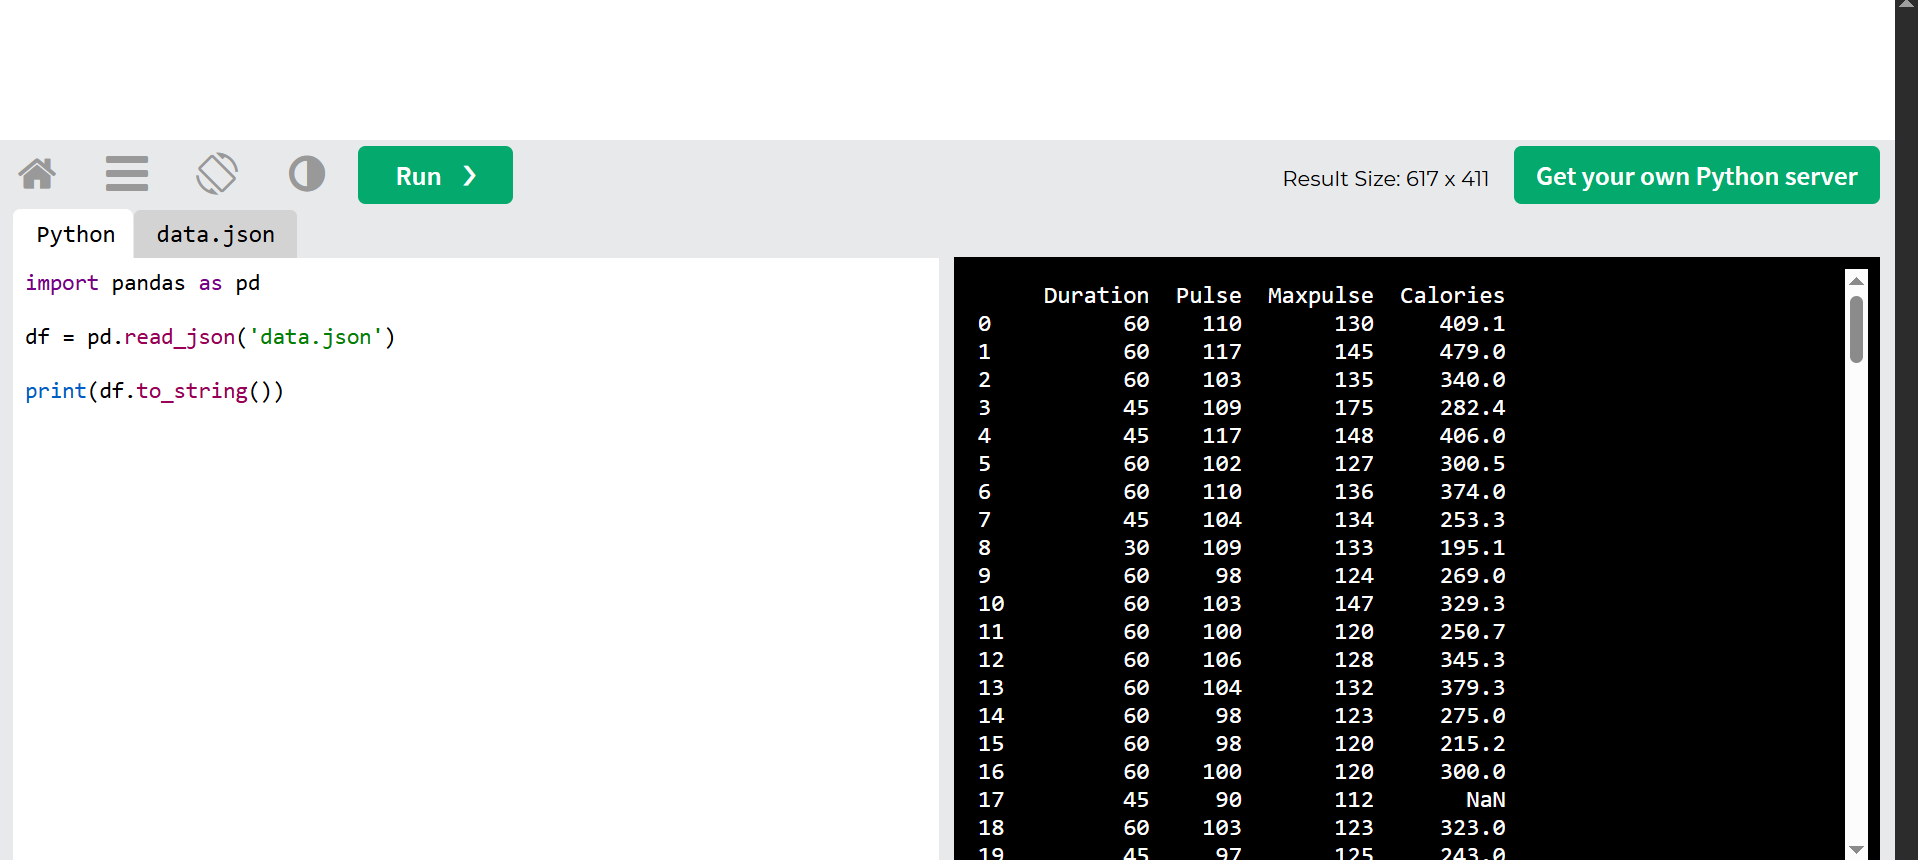 Run ❯
Result Size: 617 x 411
Get your own Python server
Python
data.json
import pandas as pd
df = pd.read_json('data.json')
print(df.to_string())
Duration Pulse Maxpulse Calories
0 60 110 130 409.1
1 60 117 145 479.0
2 60 103 135 340.0
3 45 109 175 282.4
4 45 117 148 406.0
5 60 102 127 300.5
6 60 110 136 374.0
7 45 104 134 253.3
8 30 109 133 195.1
9 60 98 124 269.0
10 60 103 147 329.3
11 60 100 120 250.7
12 60 106 128 345.3
13 60 104 132 379.3
14 60 98 123 275.0
15 60 98 120 215.2
16 60 100 120 300.0
17 45 90 112 NaN
18 60 103 123 323.0
19 45 97 125 243.0